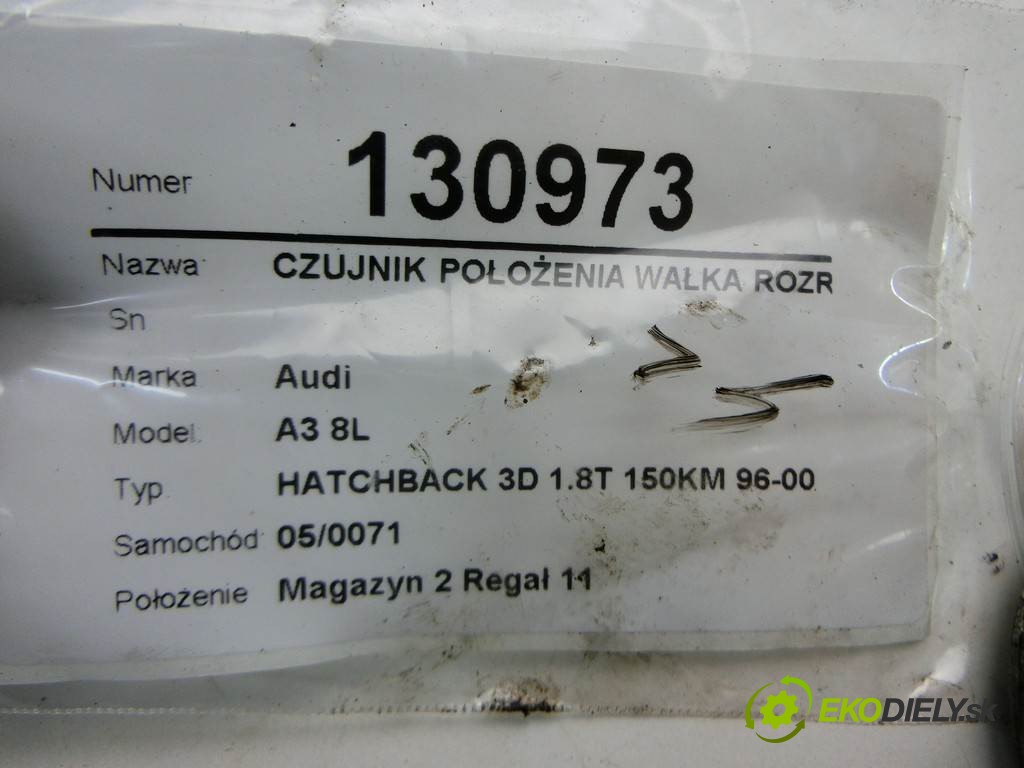 Numer 130973
Nazwa CZUJNIK POŁOŻENIA WAŁKA ROZR
Sn
Marka Audi
Model A3 8L
Typ HATCHBACK 3D 1.8T 150KM 96-00
Samochód 05/0071
Położenie Magazyn 2 Regał 11
EKODIELY.sk